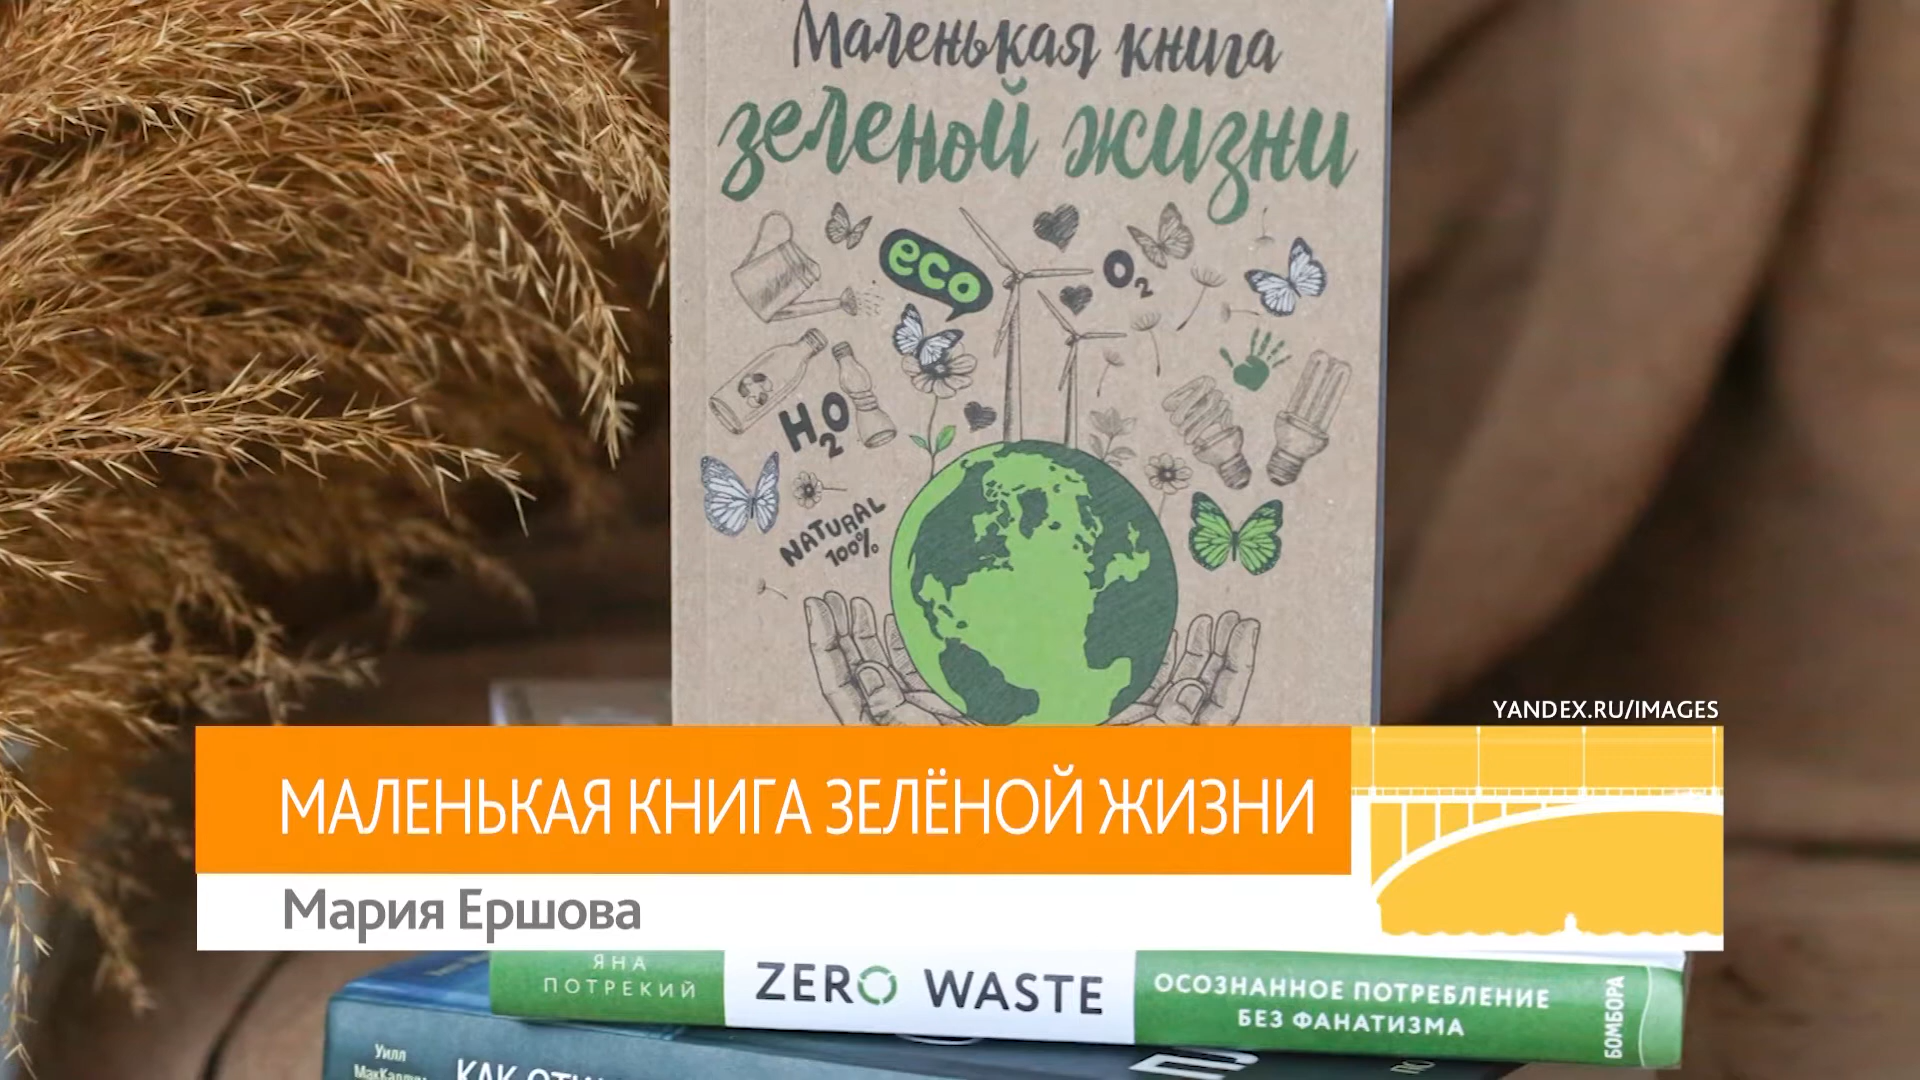 Маленькая книга
зеленой жизни
eco
O2
H2O
NATURAL
100%
YANDEX.RU/IMAGES
МАЛЕНЬКАЯ КНИГА ЗЕЛЁНОЙ ЖИЗНИ
Мария Ершова
ЯНА
ПОТРЕКИЙ
ZERO WASTE
ОСОЗНАННОЕ ПОТРЕБЛЕНИЕ
БЕЗ ФАНАТИЗМА
БОМБОРА
Уилл
КАК